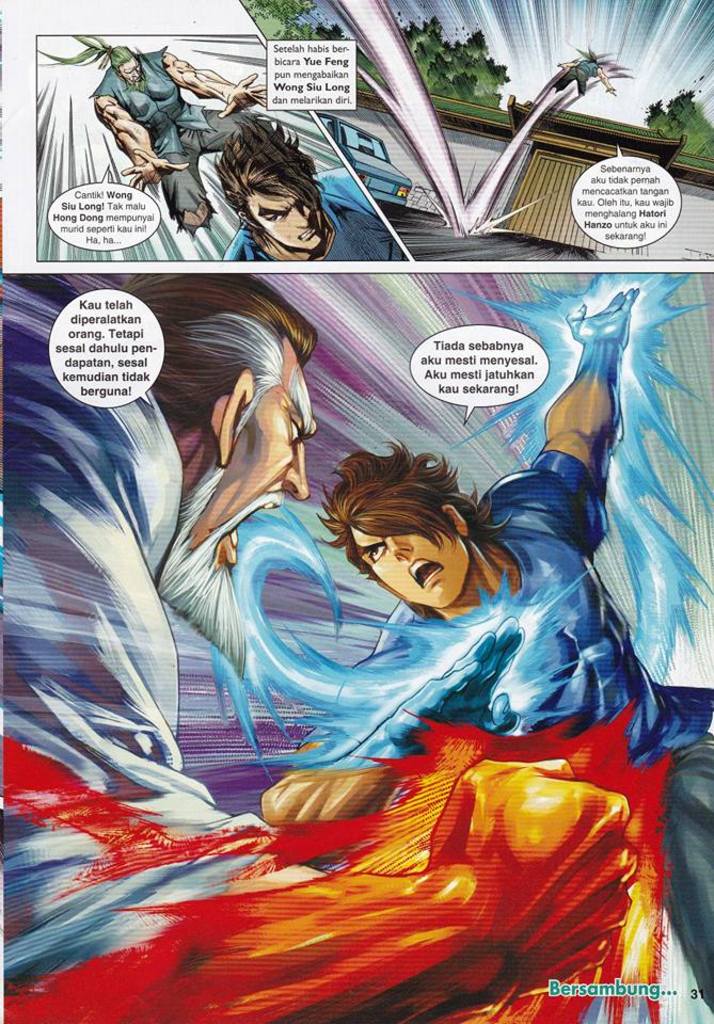 Setelah habis ber-
bicara Yue Feng
pun mengabaikan
Wong Siu Long
dan melarikan diri.
Cantik! Wong
Siu Long! Tak malu
Hong Dong mempunyai
murid seperti kau ini!
Ha, ha...
Sebenarnya
aku tidak pernah
mencacatkan tangan
kau. Oleh itu, kau wajib
menghalang Hatori
Hanzo untuk aku ini
sekarang!
Kau telah
diperalatkan
orang. Tetapi
sesal dahulu pen-
dapatan, sesal
kemudian tidak
berguna!
Tiada sebabnya
aku mesti menyesal.
Aku mesti jatuhkan
kau sekarang!
Bersambung...
31